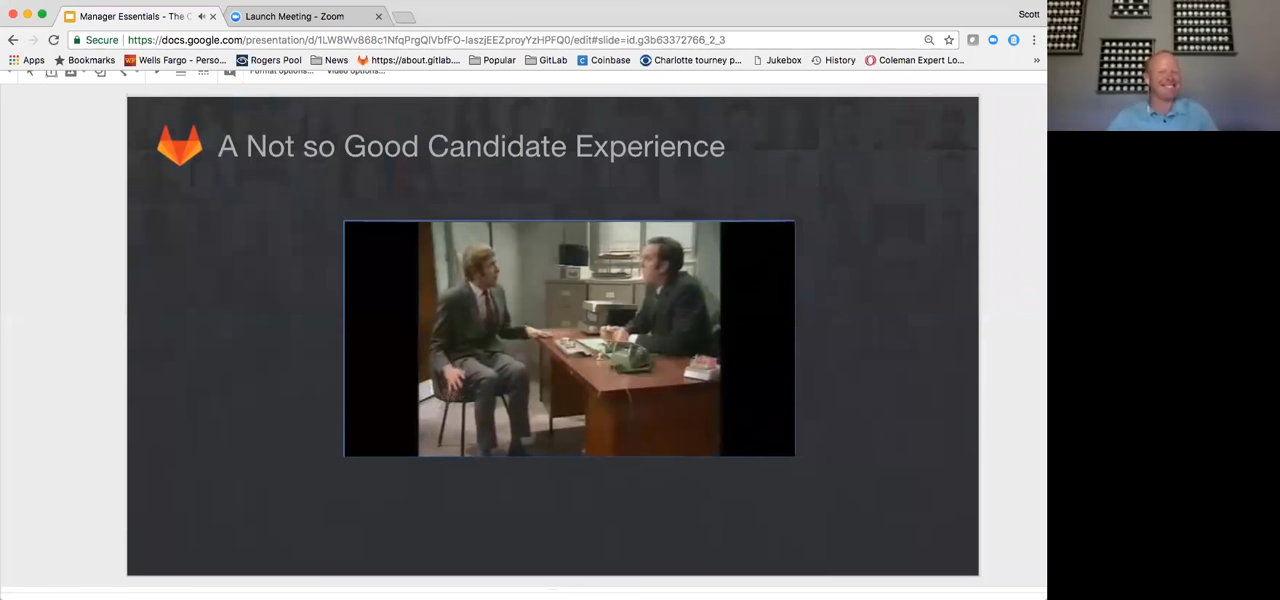 Manager Essentials - The C
Launch Meeting - Zoom
Scott
Secure
https://docs.google.com/presentation/d/1LW8Wv868c1NfqPrgQIVbfFO-IaszjEEZproyYzHPFQ0/edit#slide=id.g3b63372766_2_3
Apps
Bookmarks
Wells Fargo - Perso...
Rogers Pool
News
https://about.gitlab....
Popular
GitLab
Coinbase
Charlotte tourney p...
Jukebox
History
Coleman Expert Lo...
»
Format options...
Video options...
A Not so Good Candidate Experience